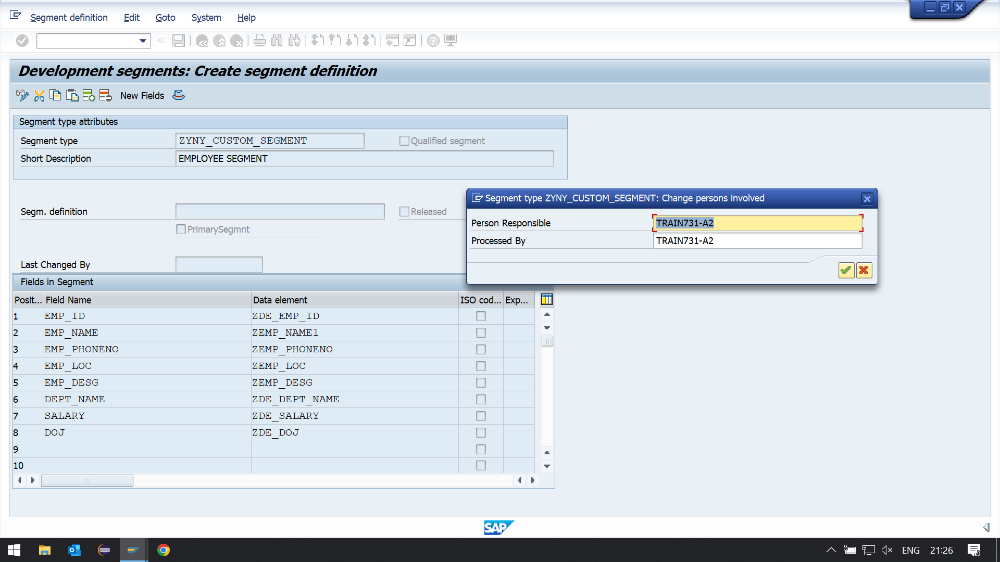 Segment definition Edit Goto System Help
Development segments: Create segment definition
New Fields
Segment type attributes
Segment type ZYNY_CUSTOM_SEGMENT Qualified segment
Short Description EMPLOYEE SEGMENT
Segment type ZYNY_CUSTOM_SEGMENT: Change persons involved
Person Responsible TRAIN731-A2
Processed By TRAIN731-A2
Segm. definition Released
PrimarySegmnt
Last Changed By
Fields in Segment
Posit... Field Name Data element ISO cod... Exp...
1 EMP_ID ZDE_EMP_ID
2 EMP_NAME ZEMP_NAME1
3 EMP_PHONENO ZEMP_PHONENO
4 EMP_LOC ZEMP_LOC
5 EMP_DESG ZEMP_DESG
6 DEPT_NAME ZDE_DEPT_NAME
7 SALARY ZDE_SALARY
8 DOJ ZDE_DOJ
9
10
SAP
ENG 21:26